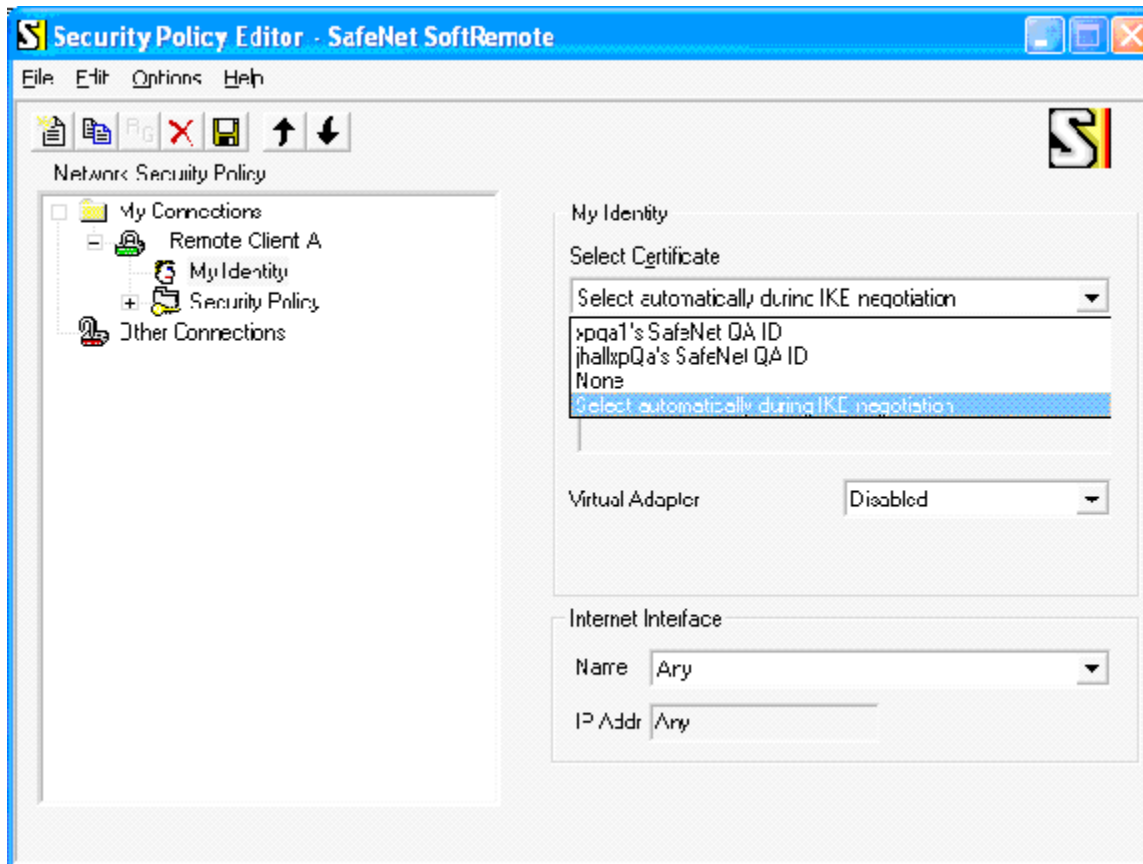 Security Policy Editor - SafeNet SoftRemote
File Edit Options Help
Network Security Policy
My Connections
Remote Client A
My Identity
Security Policy
Other Connections
My Identity
Select Certificate
Select automatically during IKE negotiation
xpqa1's SafeNet QA ID
jhallxpQa's SafeNet QA ID
None
Select automatically during IKE negotiation
Virtual Adapter Disabled
Internet Interface
Name Any
IP Addr Any